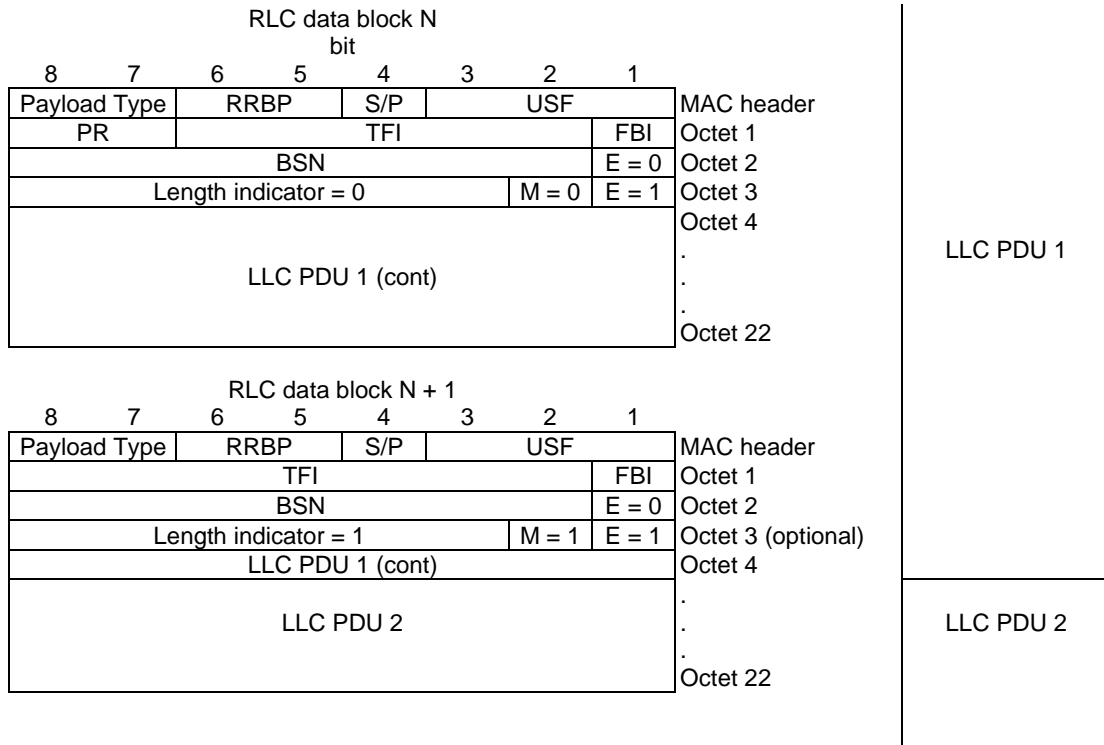 RLC data block N
bit
8 7 6 5 4 3 2 1
Payload Type RRBP S/P USF MAC header
PR TFI FBI Octet 1
BSN E = 0 Octet 2
Length indicator = 0 M = 0 E = 1 Octet 3
Octet 4
.
LLC PDU 1
LLC PDU 1 (cont) .
.
Octet 22
RLC data block N + 1
8 7 6 5 4 3 2 1
Payload Type RRBP S/P USF MAC header
TFI FBI Octet 1
BSN E = 0 Octet 2
Length indicator = 1 M = 1 E = 1 Octet 3 (optional)
LLC PDU 1 (cont) Octet 4
.
LLC PDU 2 . LLC PDU 2
.
Octet 22